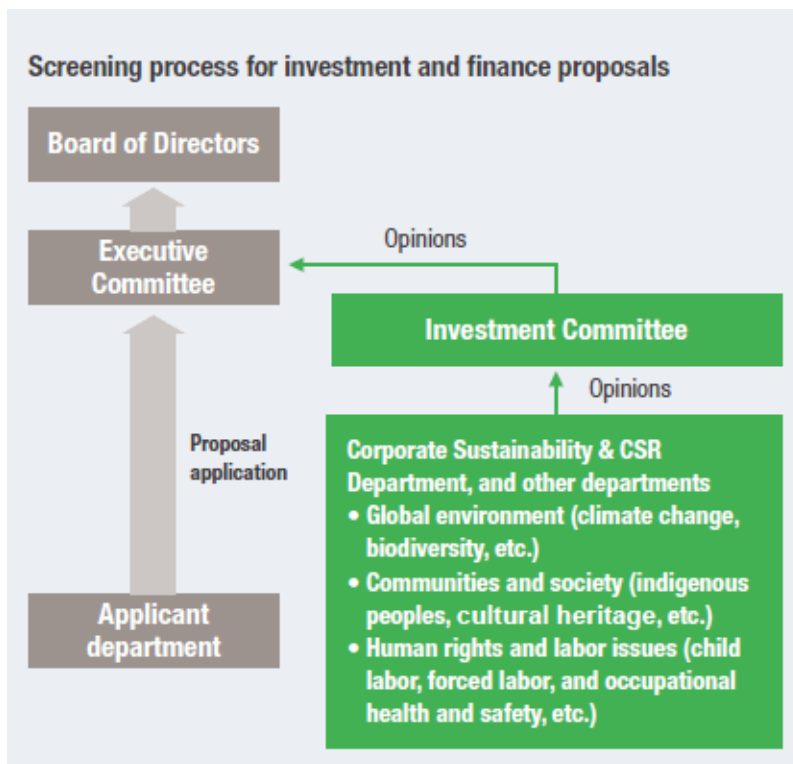 Screening process for investment and finance proposals
Board of Directors
Executive
Committee
Opinions
Investment Committee
Opinions
Proposal
application
Corporate Sustainability & CSR
Department, and other departments
• Global environment (climate change,
biodiversity, etc.)
• Communities and society (indigenous
peoples, cultural heritage, etc.)
• Human rights and labor issues (child
labor, forced labor, and occupational
health and safety, etc.)
Applicant
department